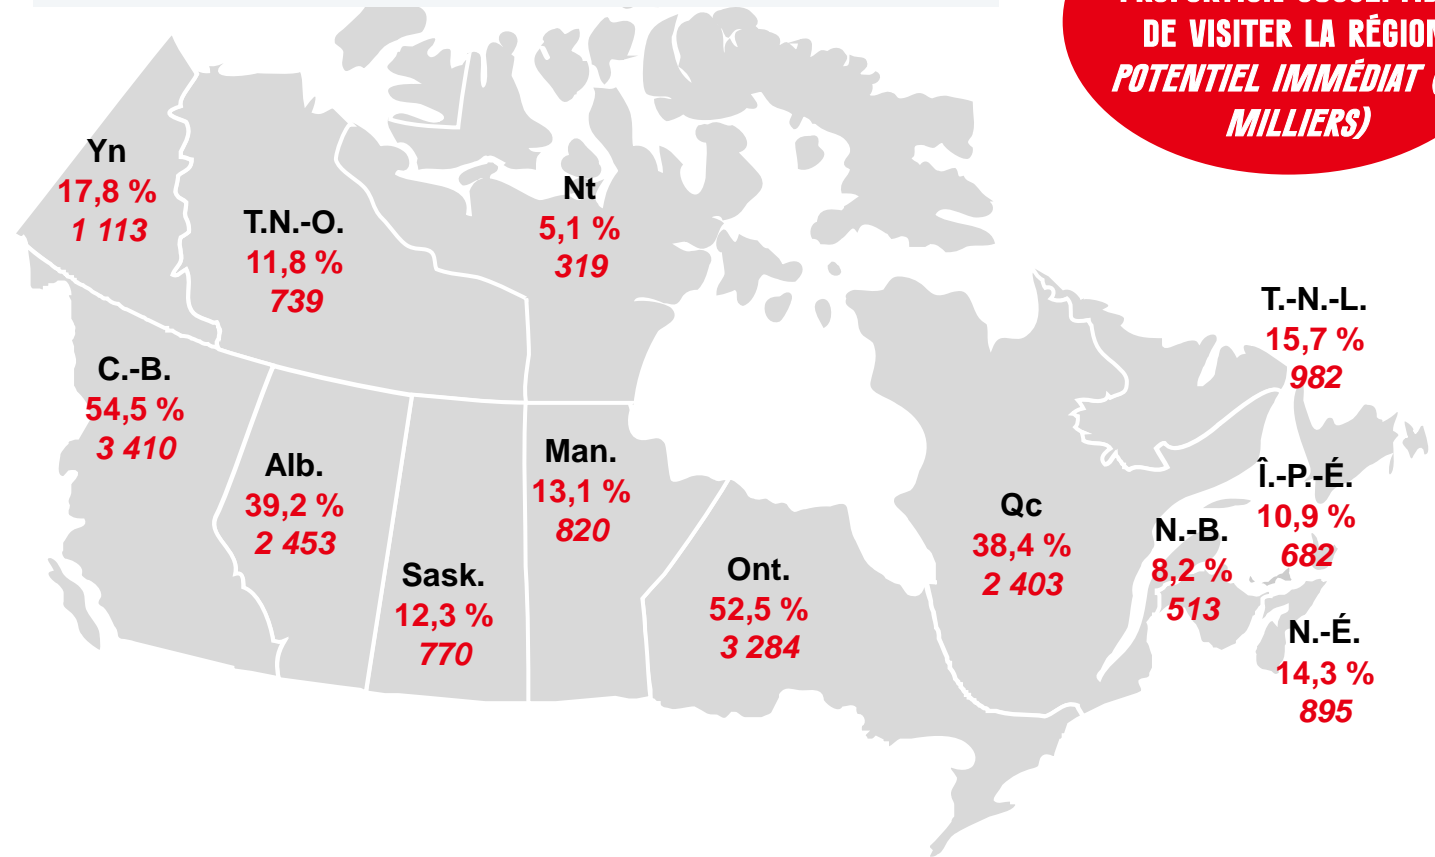 DE VISITER LA RÉGION
POTENTIEL IMMÉDIAT
MILLIERS)
Yn
17,8 %
1 113
T.N.-O.
11,8 %
739
Nt
5,1 %
319
T.-N.-L.
15,7 %
982
C.-B.
54,5 %
3 410
Alb.
39,2 %
2 453
Sask.
12,3 %
770
Man.
13,1 %
820
Ont.
52,5 %
3 284
Qc
38,4 %
2 403
N.-B.
8,2 %
513
Î.-P.-É.
10,9 %
682
N.-É.
14,3 %
895